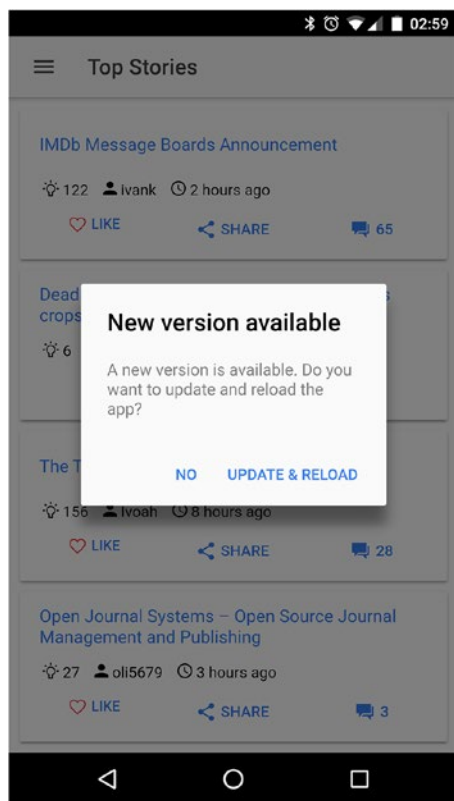 02:59
Top Stories
IMDb Message Boards Announcement
122 ivank 2 hours ago
LIKE SHARE 65
Dead s
crops
6
New version available
A new version is available. Do you
want to update and reload the
app?
NO UPDATE & RELOAD
The T
156 lvoah 8 hours ago
LIKE SHARE 28
Open Journal Systems – Open Source Journal
Management and Publishing
27 oli5679 3 hours ago
LIKE SHARE 3